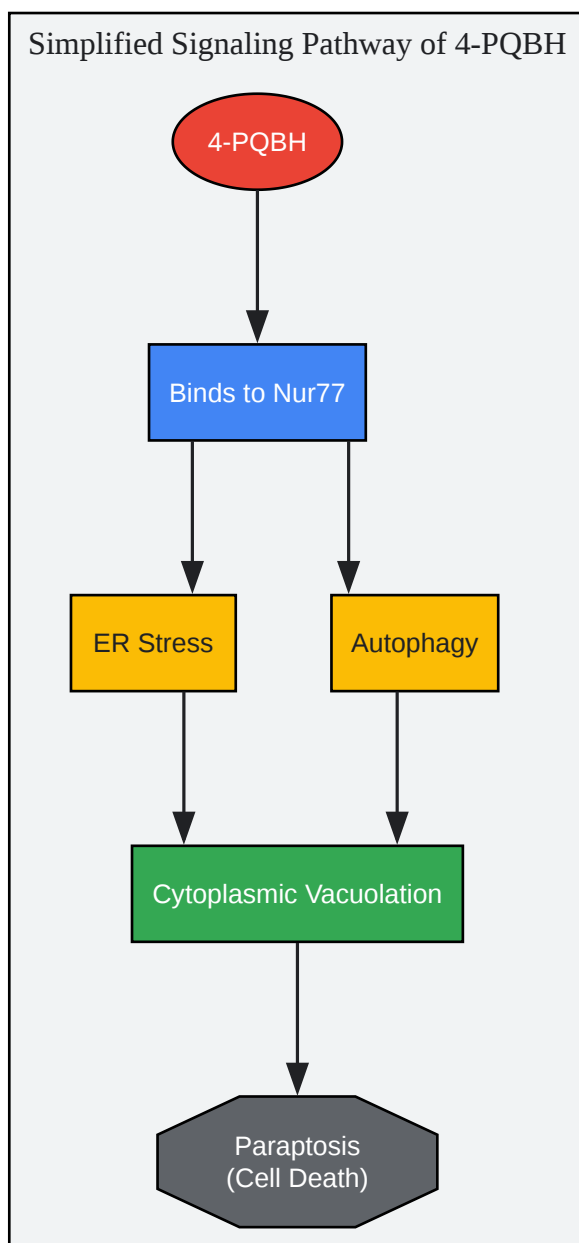 Simplified Signaling Pathway of 4-PQBH
4-PQBH
Binds to Nur77
ER Stress
Autophagy
Cytoplasmic Vacuolation
Paraptosis
(Cell Death)